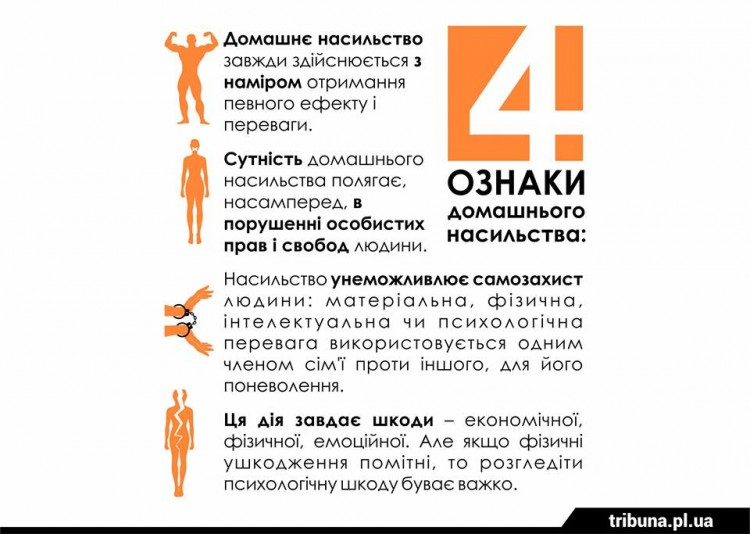 4
ОЗНАКИ
домашнього
насильства:
Домашнє насильство
завжди здійснюється з
наміром отримання
певного ефекту і
переваги.
Сутність домашнього
насильства полягає,
насамперед, в
порушенні особистих
прав і свобод людини.
Насильство унеможливлює самозахист
людини: матеріальна, фізична,
інтелектуальна чи психологічна
перевага використовується одним
членом сім'ї проти іншого, для його
поневолення.
Ця дія завдає шкоди – економічної,
фізичної, емоційної. Але якщо фізичні
ушкодження помітні, то розгледіти
психологічну шкоду буває важко.
tribuna.pl.ua